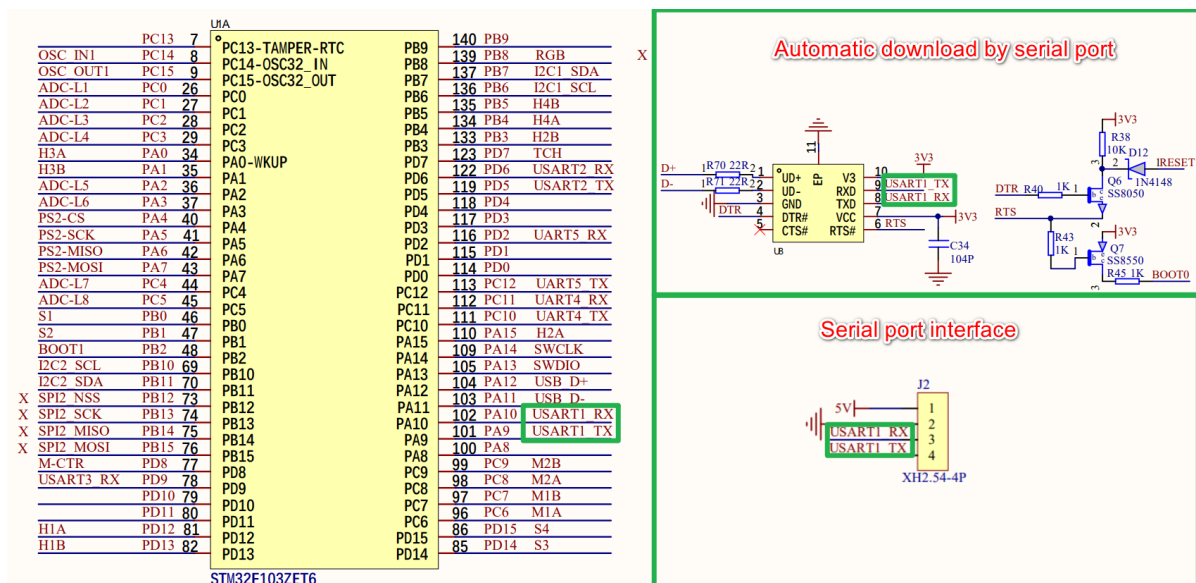 U1A
PC13 7 PC13-TAMPER-RTC PB9 140 PB9
OSC_IN1 PC14 8 PC14-OSC32_IN PB8 139 PB8 RGB X
OSC_OUT1 PC15 9 PC15-OSC32_OUT PB7 137 PB7 I2C1_SDA
ADC-L1 PC0 26 PC0 PB6 136 PB6 I2C1_SCL
ADC-L2 PC1 27 PC1 PB5 135 PB5 H4B
ADC-L3 PC2 28 PC2 PB4 134 PB4 H4A
ADC-L4 PC3 29 PC3 PB3 133 PB3 H2B
H3A PA0 34 PA0-WKUP PD7 123 PD7 TCH
H3B PA1 35 PA1 PD6 122 PD6 USART2_RX
ADC-L5 PA2 36 PA2 PD5 119 PD5 USART2_TX
ADC-L6 PA3 37 PA3 PD4 118 PD4
PS2-CS PA4 40 PA4 PD3 117 PD3
PS2-SCK PA5 41 PA5 PD2 116 PD2 UART5_RX
PS2-MISO PA6 42 PA6 PD1 115 PD1
PS2-MOSI PA7 43 PA7 PD0 114 PD0
ADC-L7 PC4 44 PC4 PC12 113 PC12 UART5_TX
ADC-L8 PC5 45 PC5 PC11 112 PC11 UART4_RX
S1 PB0 46 PB0 PC10 111 PC10 UART4_TX
S2 PB1 47 PB1 PA15 110 PA15 H2A
BOOT1 PB2 48 PB2 PA14 109 PA14 SWCLK
I2C2_SCL PB10 69 PB10 PA13 105 PA13 SWDIO
I2C2_SDA PB11 70 PB11 PA12 104 PA12 USB_D+
X SPI2_NSS PB12 73 PB12 PA11 103 PA11 USB_D-
X SPI2_SCK PB13 74 PB13 PA10 102 PA10 USART1_RX
X SPI2_MISO PB14 75 PB14 PA9 101 PA9 USART1_TX
X SPI2_MOSI PB15 76 PB15 PA8 100 PA8
M-CTR PD8 77 PD8 PC9 99 PC9 M2B
USART3_RX PD9 78 PD9 PC8 98 PC8 M2A
PD10 79 PD10 PC7 97 PC7 M1B
PD11 80 PD11 PC6 96 PC6 M1A
H1A PD12 81 PD12 PD15 86 PD15 S4
H1B PD13 82 PD13 PD14 85 PD14 S3
STM32F103ZET6
Automatic download by serial port
11
EP
D+ R70 22R 2 1 UD+ V3 10 3V3
D- R71 22R 2 2 UD- RXD 9 USART1_TX
3 GND TXD 8 USART1_RX
DTR 4 DTR# VCC 7 3V3
5 CTS# RTS# 6 RTS
U8
C34
104P
3V3
R38
10K D12
3 2 1 IRESET
1N4148
DTR R40 1K 1 Q6
SS8050
RTS 2
3V3
R43
1K
1 Q7
SS8550
3 R45 1K BOOT0
Serial port interface
J2
5V 1
2
USART1_RX 3
USART1_TX 4
XH2.54-4P